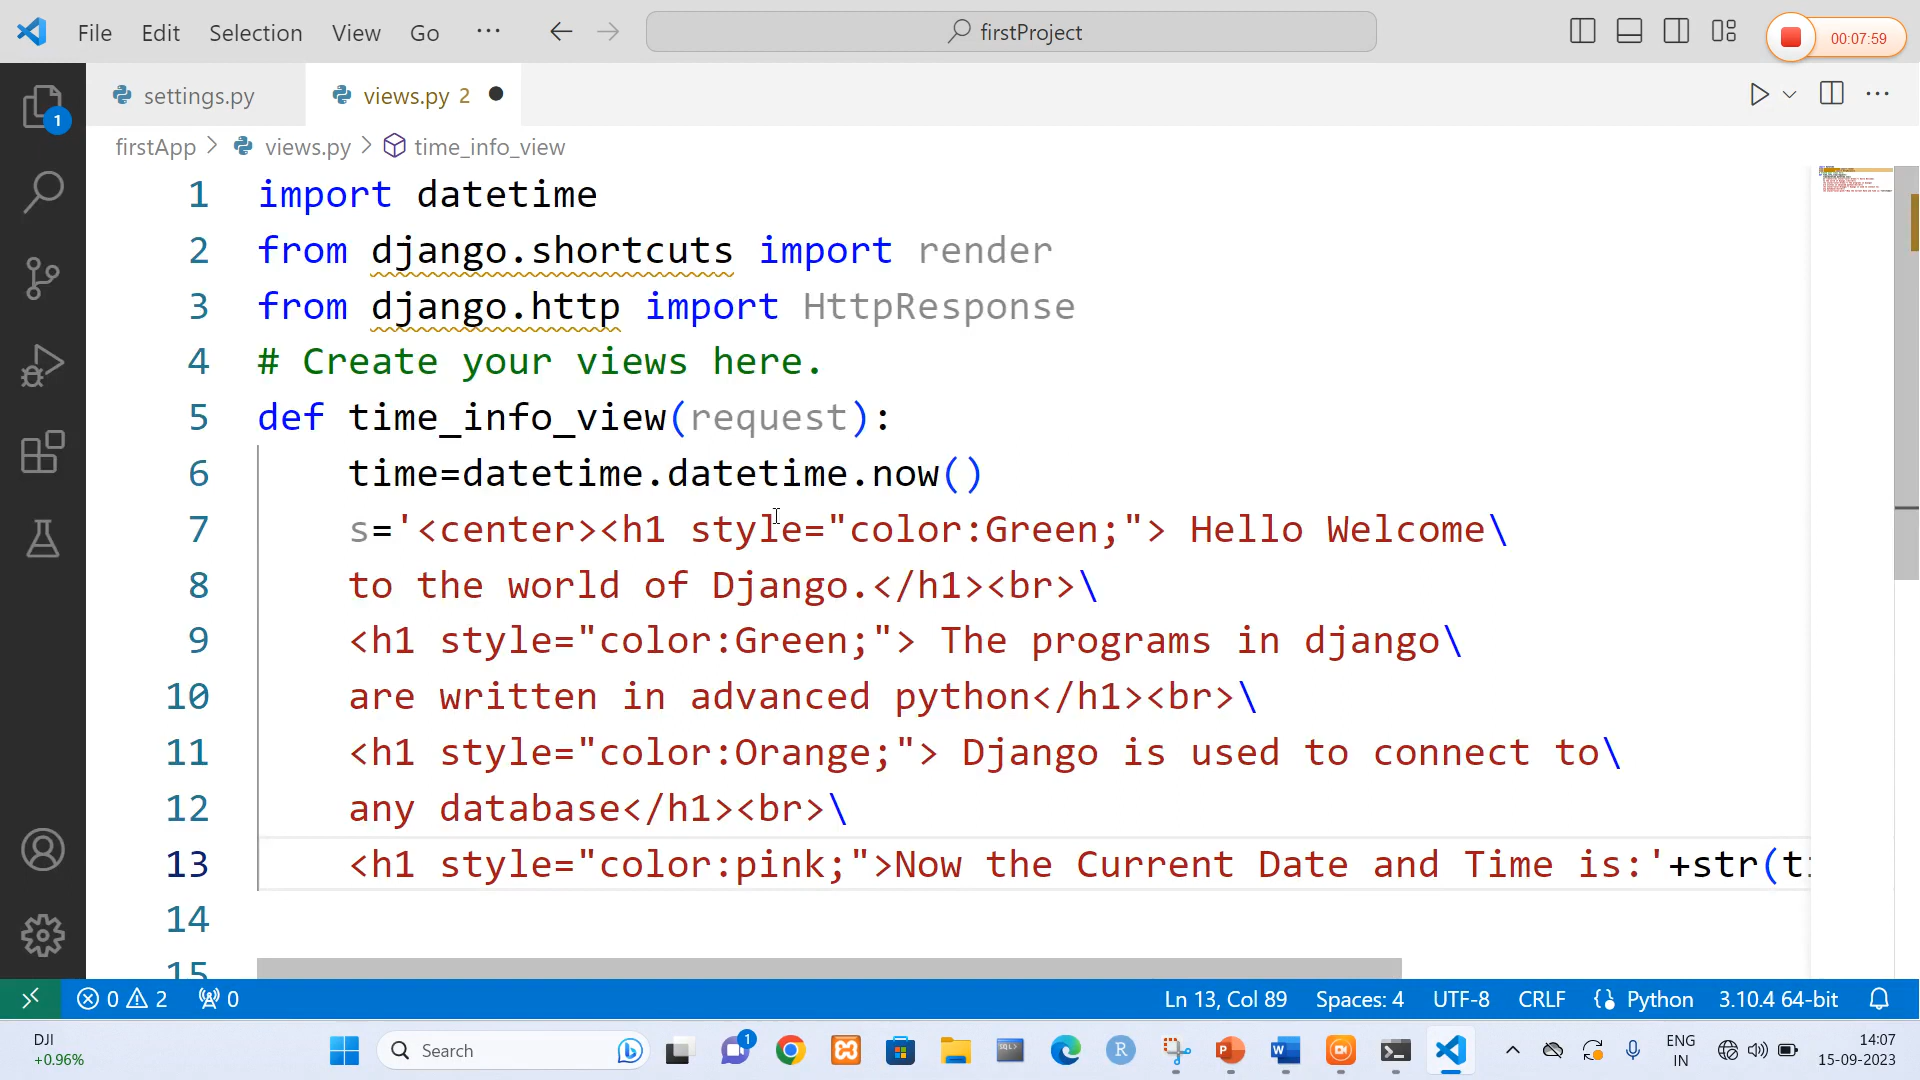 File Edit Selection View Go ··· firstProject 00:07:59
settings.py views.py 2
1
firstApp > views.py > time_info_view
1 import datetime
2 from django.shortcuts import render
3 from django.http import HttpResponse
4 # Create your views here.
5 def time_info_view(request):
6 time=datetime.datetime.now()
7 s='<center><h1 style="color:Green;"> Hello Welcome\
8 to the world of Django.</h1><br>\
9 <h1 style="color:Green;"> The programs in django\
10 are written in advanced python</h1><br>\
11 <h1 style="color:Orange;"> Django is used to connect to\
12 any database</h1><br>\
13 <h1 style="color:pink;">Now the Current Date and Time is:'+str(ti
14
15
0 2 0 Ln 13, Col 89 Spaces: 4 UTF-8 CRLF Python 3.10.4 64-bit
DJI
+0.96%
Search
1
SQL>
R
P
W
ENG
IN
14:07
15-09-2023